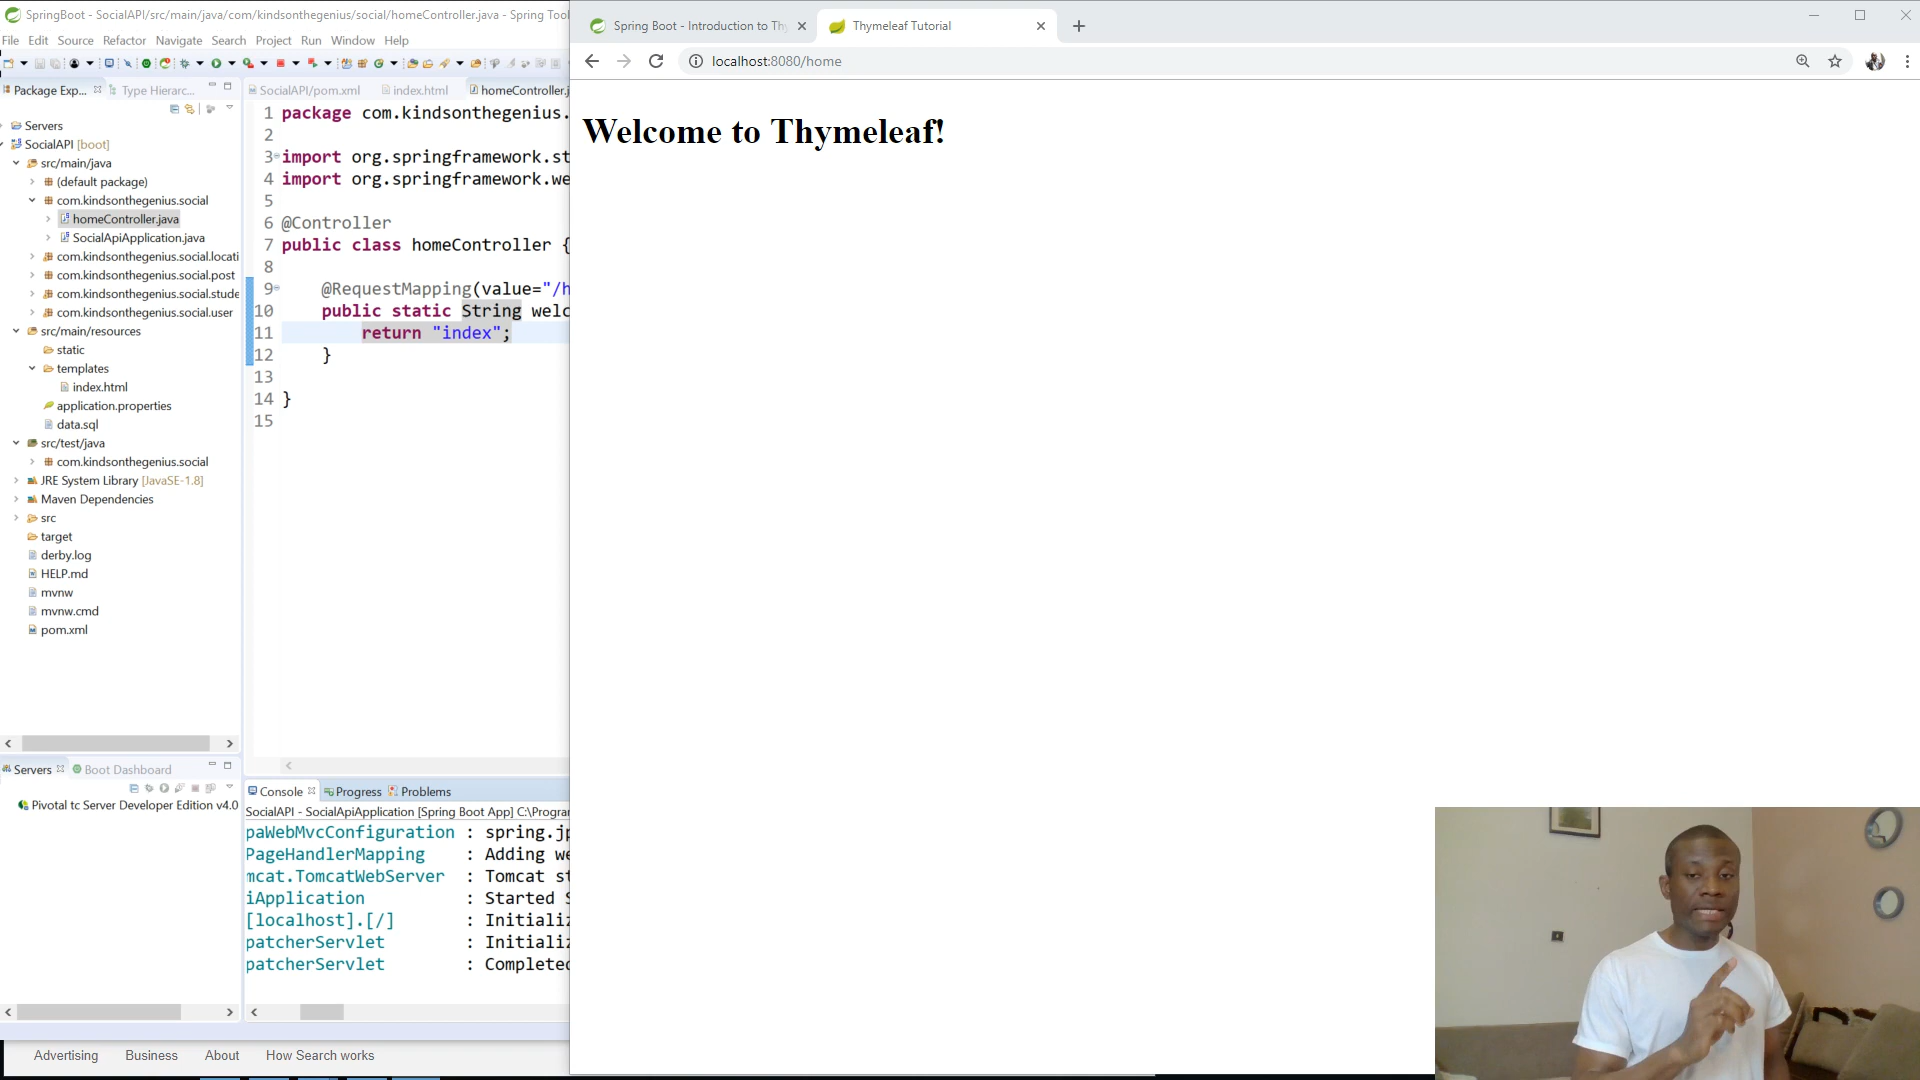 SpringBoot - SocialAPI/src/main/java/com/kindsonthegenius/social/homeController.java - Spring Tool
File Edit Source Refactor Navigate Search Project Run Window Help
Package Exp... Type Hierarc...
Servers
SocialAPI [boot]
src/main/java
(default package)
com.kindsonthegenius.social
homeController.java
SocialApiApplication.java
com.kindsonthegenius.social.locati
com.kindsonthegenius.social.post
com.kindsonthegenius.social.stude
com.kindsonthegenius.social.user
src/main/resources
static
templates
index.html
application.properties
data.sql
src/test/java
com.kindsonthegenius.social
JRE System Library [JavaSE-1.8]
Maven Dependencies
src
target
derby.log
HELP.md
mvnw
mvnw.cmd
pom.xml
SocialAPI/pom.xml index.html homeController.j
1 package com.kindsonthegenius.
2
3 import org.springframework.st
4 import org.springframework.we
5
6 @Controller
7 public class homeController {
8
9 @RequestMapping(value="/h
10 public static String welc
11 return "index";
12 }
13
14 }
15
Servers Boot Dashboard
Pivotal tc Server Developer Edition v4.0
Console Progress Problems
SocialAPI - SocialApiApplication [Spring Boot App] C:\Progran
paWebMvcConfiguration : spring.jp
PageHandlerMapping : Adding we
mcat.TomcatWebServer : Tomcat st
iApplication : Started S
[localhost].[/] : Initializ
patcherServlet : Initializ
patcherServlet : Completed
Advertising Business About How Search works
Spring Boot - Introduction to Thy Thymeleaf Tutorial
localhost:8080/home
Welcome to Thymeleaf!